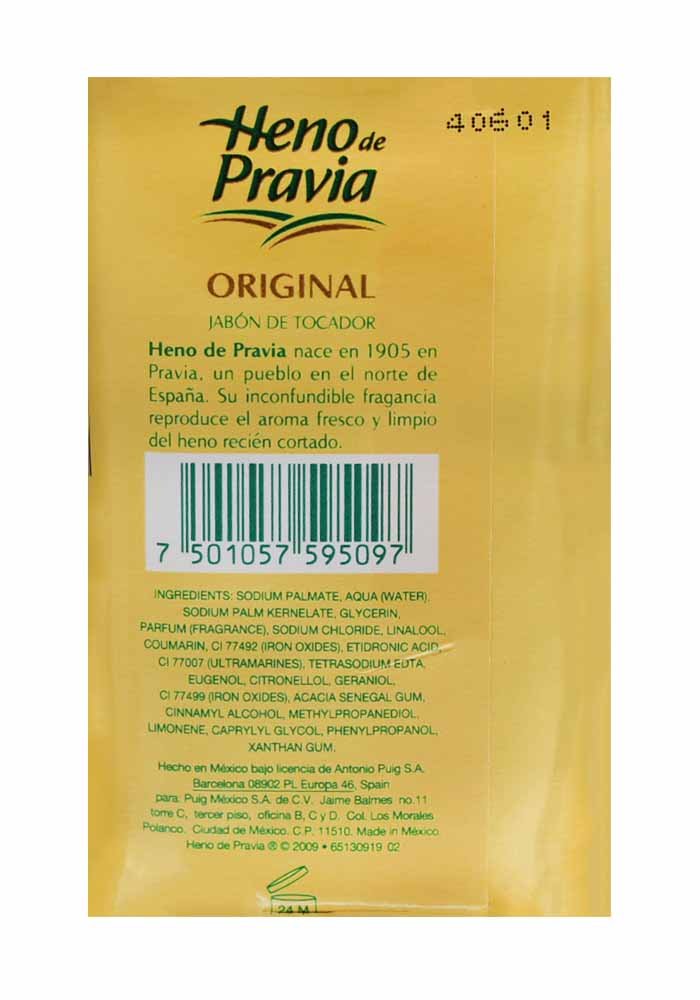 Heno de
Pravia
40601
ORIGINAL
JABÓN DE TOCADOR
Heno de Pravia nace en 1905 en
Pravia, un pueblo en el norte de
España. Su inconfundible fragancia
reproduce el aroma fresco y limpio
del heno recién cortado.
7 501057 595097
INGREDIENTS: SODIUM PALMATE, AQUA (WATER),
SODIUM PALM KERNELATE, GLYCERIN,
PARFUM (FRAGRANCE), SODIUM CHLORIDE, LINALOOL,
COUMARIN, CI 77492 (IRON OXIDES), ETIDRONIC ACID,
CI 77007 (ULTRAMARINES), TETRASODIUM EDTA,
EUGENOL, CITRONELLOL, GERANIOL,
CI 77499 (IRON OXIDES), ACACIA SENEGAL GUM,
CINNAMYL ALCOHOL, METHYLPROPANEDIOL,
LIMONENE, CAPRYLYL GLYCOL, PHENYLPROPANOL,
XANTHAN GUM.
Hecho en México bajo licencia de Antonio Puig S.A.
Barcelona 08902 PL Europa 46, Spain
para: Puig México S.A. de C.V. Jaime Balmes no.11
torre C, tercer piso, oficina B, C y D. Col. Los Morales
Polanco. Ciudad de México. C.P. 11510. Made in México
Heno de Pravia ® © 2009 • 65130919 02
24 M